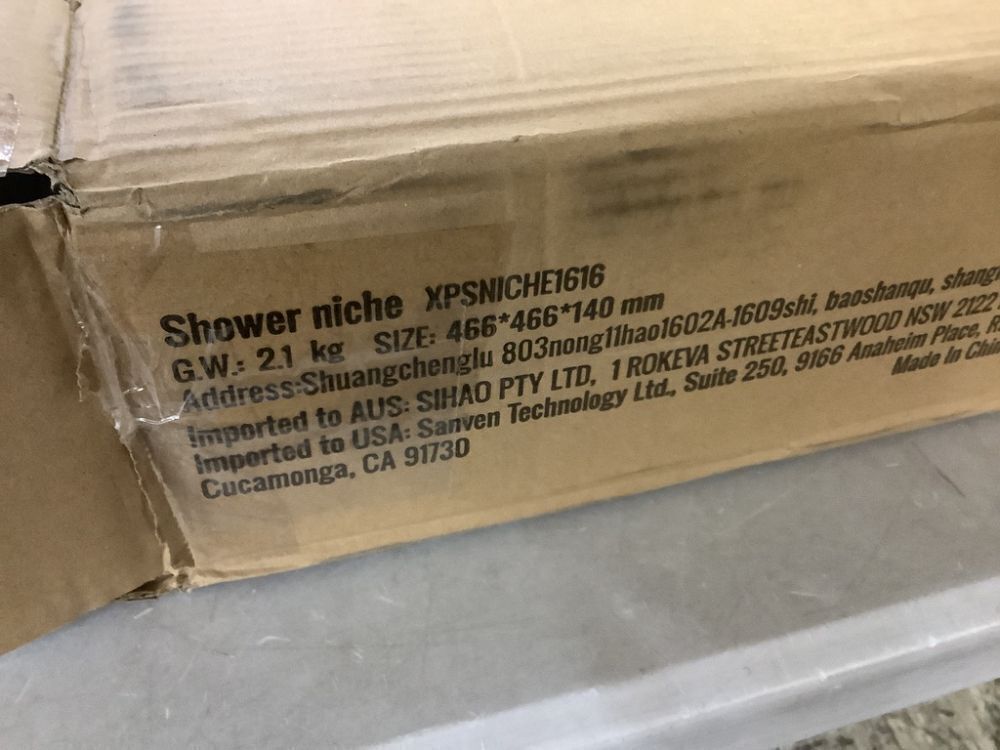 Shower niche XPSNICHE1616
G.W.: 2.1 kg SIZE: 466*466*140 mm
Address:Shuangchenglu 803nong11hao1602A-1609shi, baoshanqu, shang
Imported to AUS: SIHAO PTY LTD, 1 ROKEVA STREETEASTWOOD NSW 2122
Imported to USA: Sanven Technology Ltd., Suite 250, 9166 Anaheim Place, R
Cucamonga, CA 91730
Made In Chin